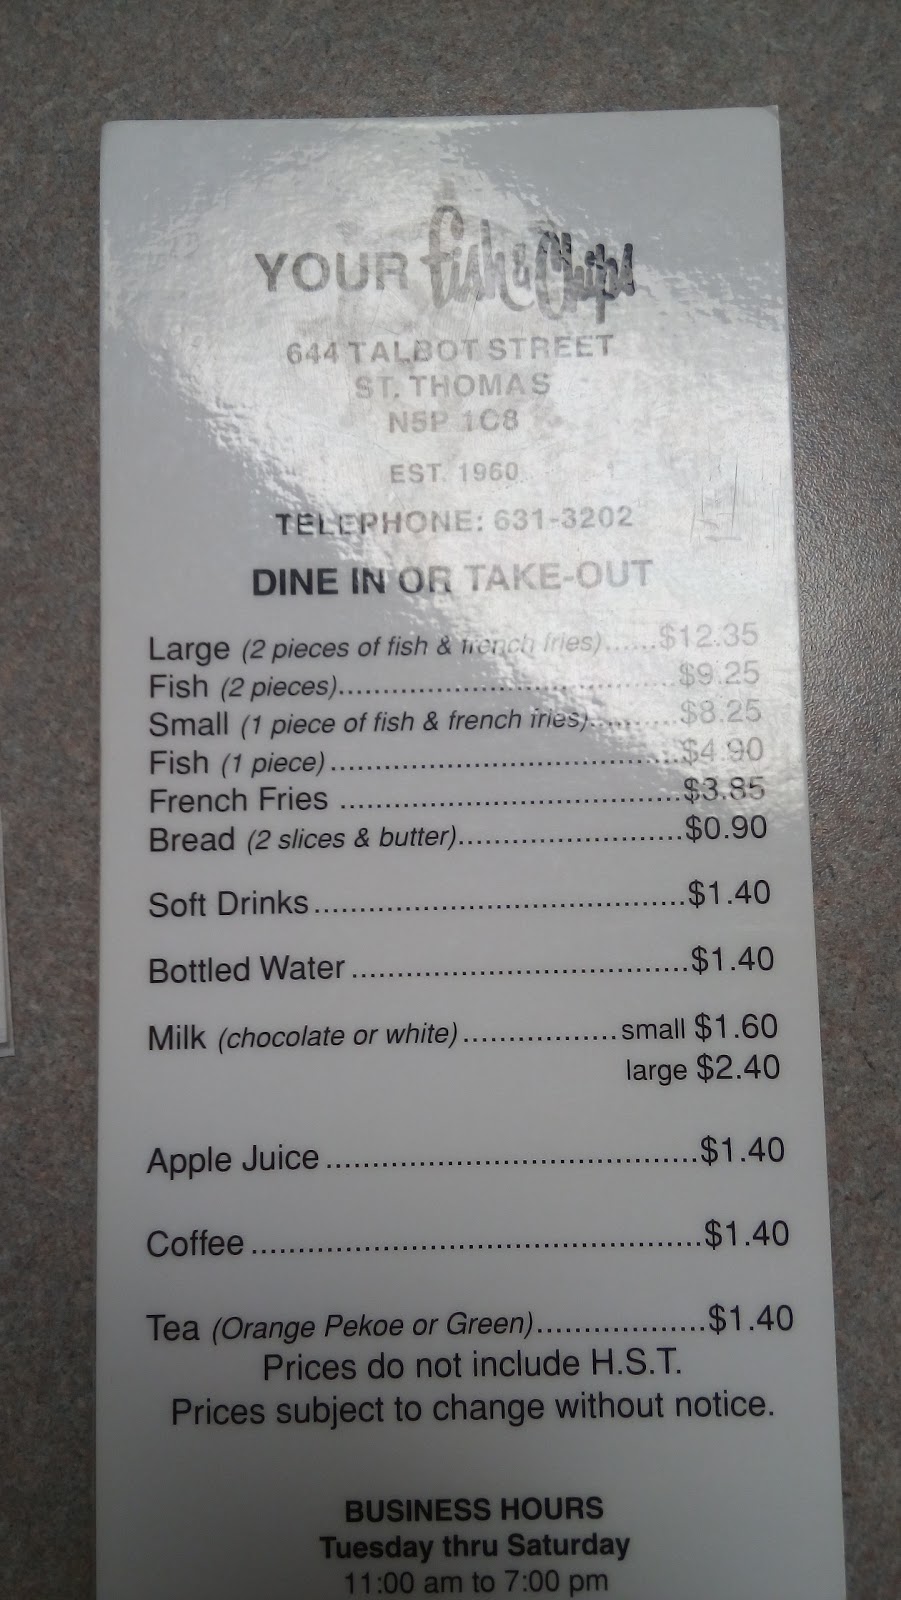 YOUR Fish & Chips
644 TALBOT STREET
ST. THOMAS
N5P 1C8
EST. 1960
TELEPHONE: 631-3202
DINE IN OR TAKE-OUT
Large (2 pieces of fish & french fries)......$12.35
Fish (2 pieces).....................................$9.25
Small (1 piece of fish & french fries)..........$8.25
Fish (1 piece)......................................$4.90
French Fries .....................................$3.85
Bread (2 slices & butter)........................$0.90
Soft Drinks........................................$1.40
Bottled Water.....................................$1.40
Milk (chocolate or white).................small $1.60
large $2.40
Apple Juice........................................$1.40
Coffee................................................$1.40
Tea (Orange Pekoe or Green)..................$1.40
Prices do not include H.S.T.
Prices subject to change without notice.
BUSINESS HOURS
Tuesday thru Saturday
11:00 am to 7:00 pm